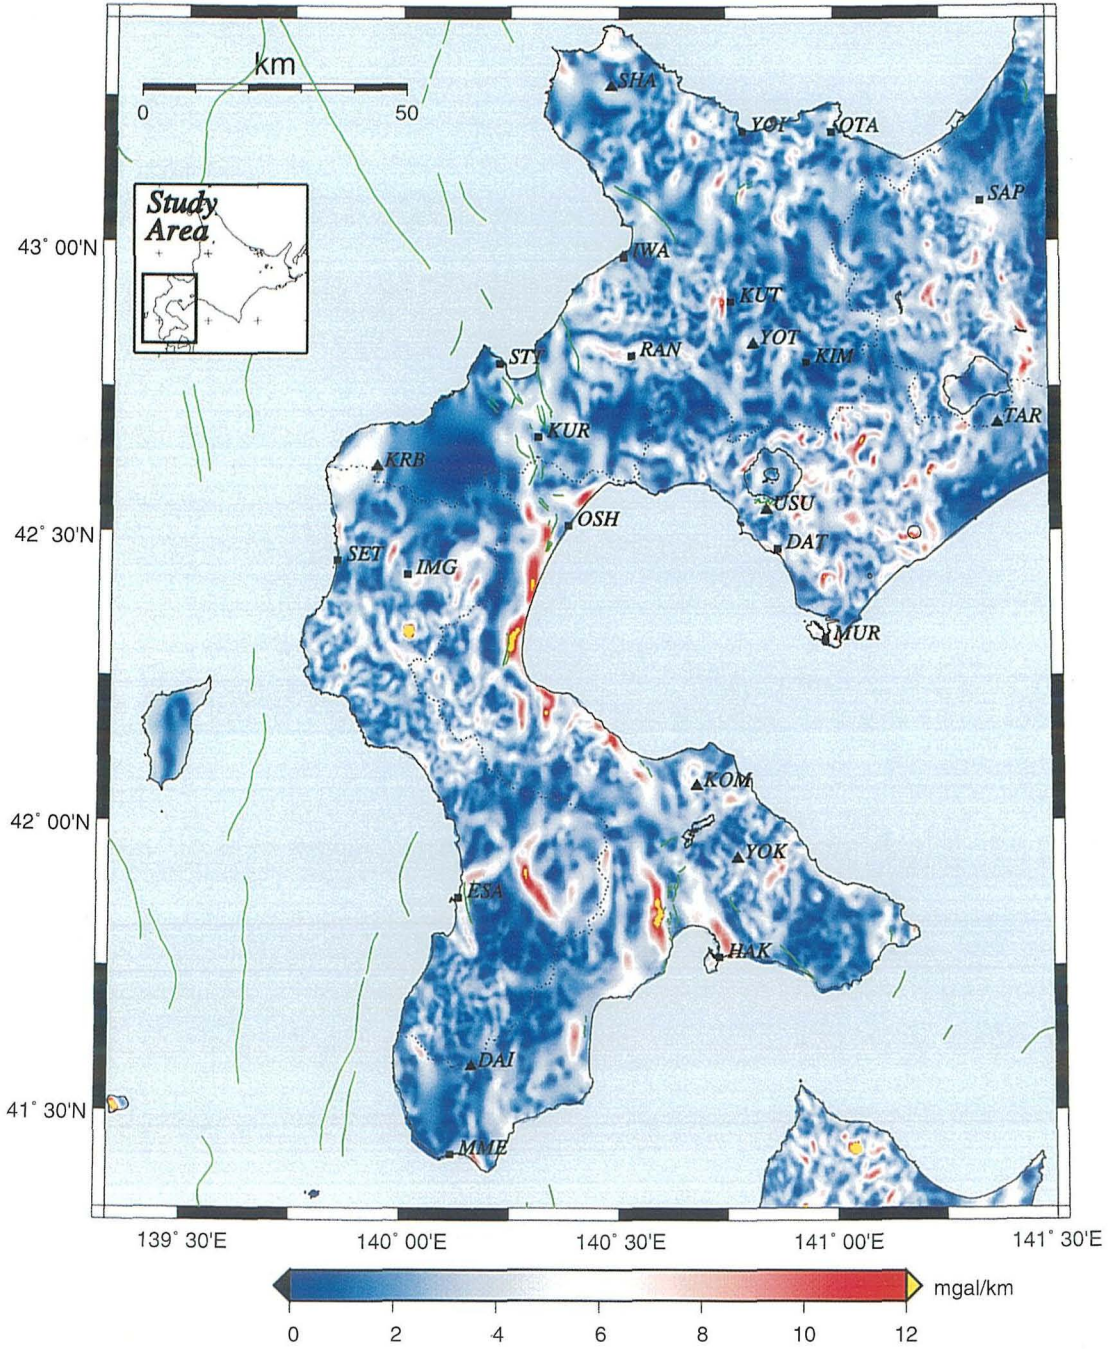 km
0
50
SHA
YOI
OTA
SAP
Study
Area
43° 00'N
IWA
KUT
YOT
KIM
RAN
STY
TAR
KUR
KRB
USU
OSH
42° 30'N
DAT
SET
IMG
MUR
KOM
42° 00'N
YOK
ESA
HAK
DAI
41° 30'N
MME
139° 30'E
140° 00'E
140° 30'E
141° 00'E
141° 30'E
mgal/km
0
2
4
6
8
10
12